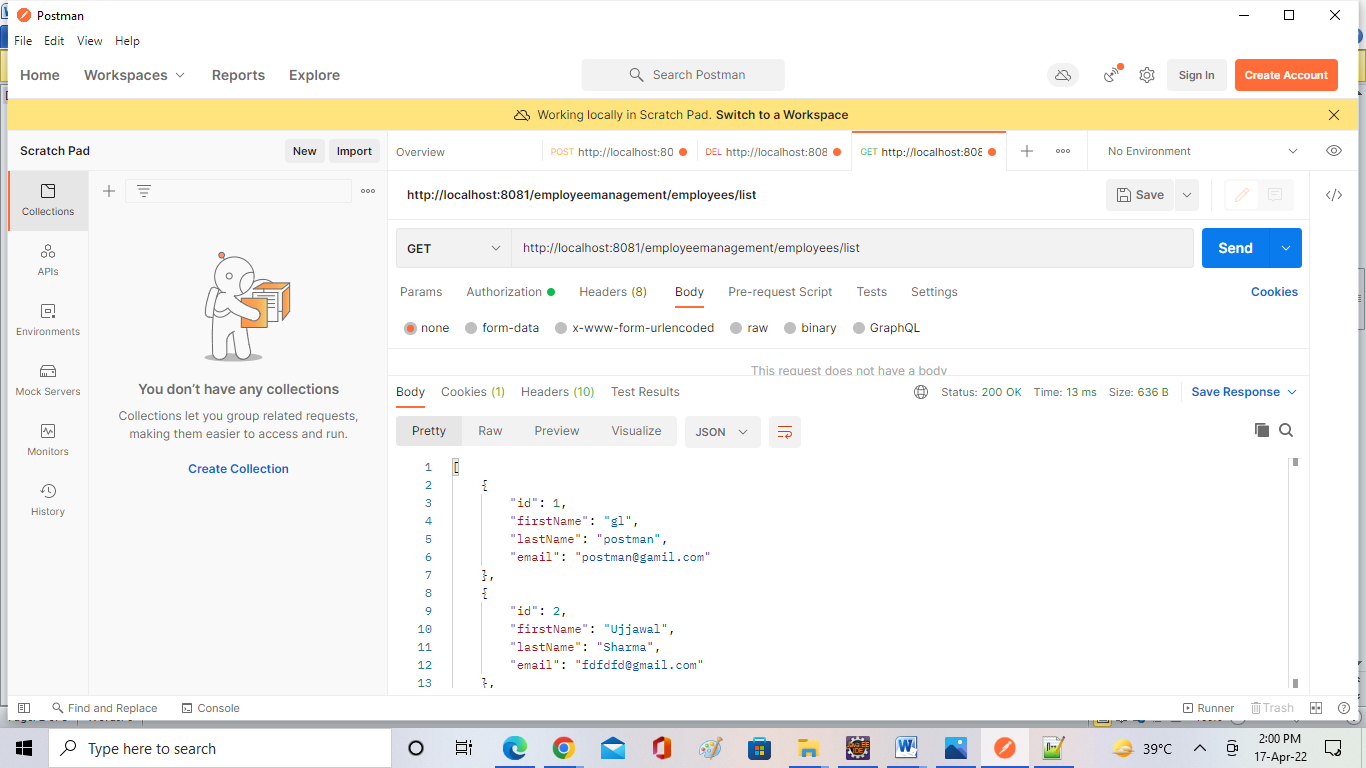 Postman
File Edit View Help
Home Workspaces Reports Explore Search Postman Sign In Create Account
Working locally in Scratch Pad. Switch to a Workspace
Scratch Pad New Import Overview POST http://localhost:80 DEL http://localhost:808 GET http://localhost:808 No Environment
http://localhost:8081/employeemanagement/employees/list Save
Collections
GET http://localhost:8081/employeemanagement/employees/list Send
APIs
Params Authorization Headers (8) Body Pre-request Script Tests Settings Cookies
Environments
none form-data x-www-form-urlencoded raw binary GraphQL
This request does not have a body
Mock Servers
You don't have any collections
Collections let you group related requests,
making them easier to access and run.
Create Collection
Monitors
History
Body Cookies (1) Headers (10) Test Results Status: 200 OK Time: 13 ms Size: 636 B Save Response
Pretty Raw Preview Visualize JSON
1 [
2 {
3 "id": 1,
4 "firstName": "gl",
5 "lastName": "postman",
6 "email": "postman@gamil.com"
7 },
8 {
9 "id": 2,
10 "firstName": "Ujjawal",
11 "lastName": "Sharma",
12 "email": "fdfdfd@gmail.com"
13 },
Find and Replace Console Runner Trash
Type here to search 39°C 2:00 PM
17-Apr-22